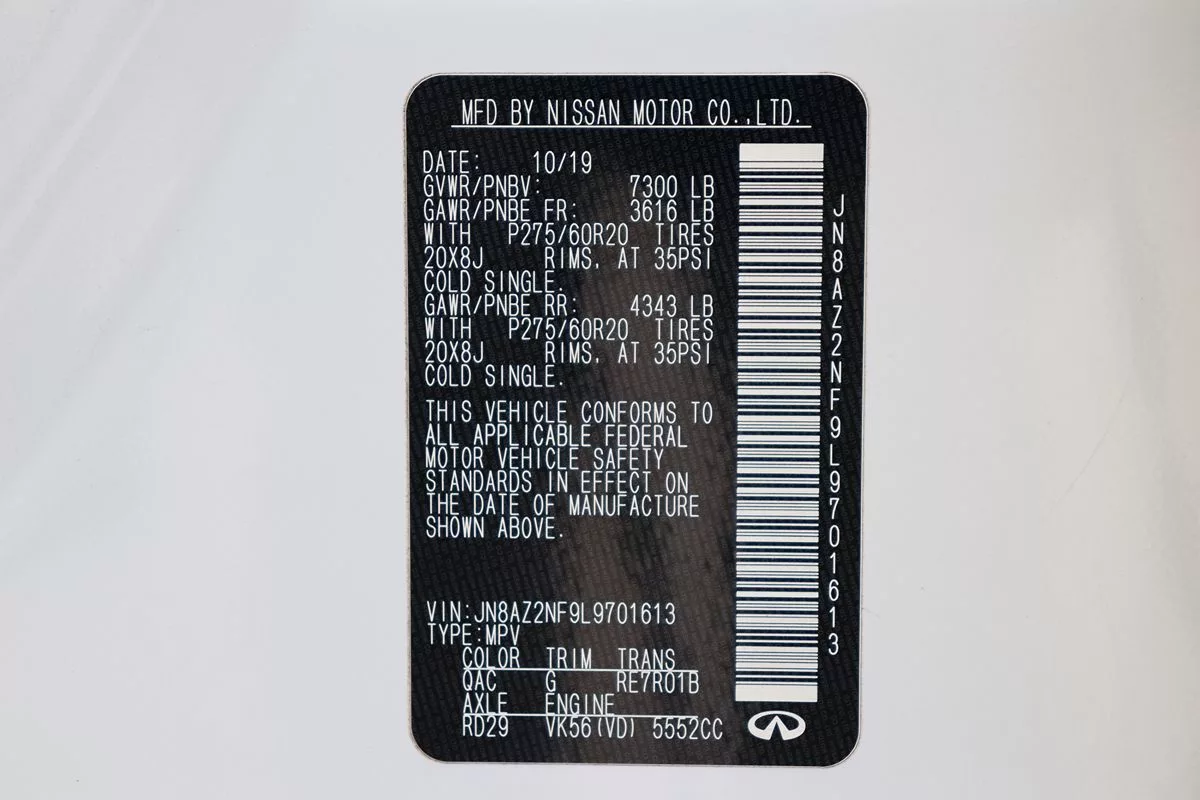 MFD BY NISSAN MOTOR CO.,LTD.
DATE: 10/19
GVWR/PNBV: 7300 LB
GAWR/PNBE FR: 3616 LB
WITH P275/60R20 TIRES
20X8J RIMS, AT 35PSI
COLD SINGLE.
GAWR/PNBE RR: 4343 LB
WITH P275/60R20 TIRES
20X8J RIMS, AT 35PSI
COLD SINGLE.
THIS VEHICLE CONFORMS TO
ALL APPLICABLE FEDERAL
MOTOR VEHICLE SAFETY
STANDARDS IN EFFECT ON
THE DATE OF MANUFACTURE
SHOWN ABOVE.
VIN:JN8AZ2NF9L9701613
TYPE:MPV
COLOR TRIM TRANS
QAC G RE7R01B
AXLE ENGINE
RD29 VK56(VD) 5552CC
JN8AZ2NF9L9701613